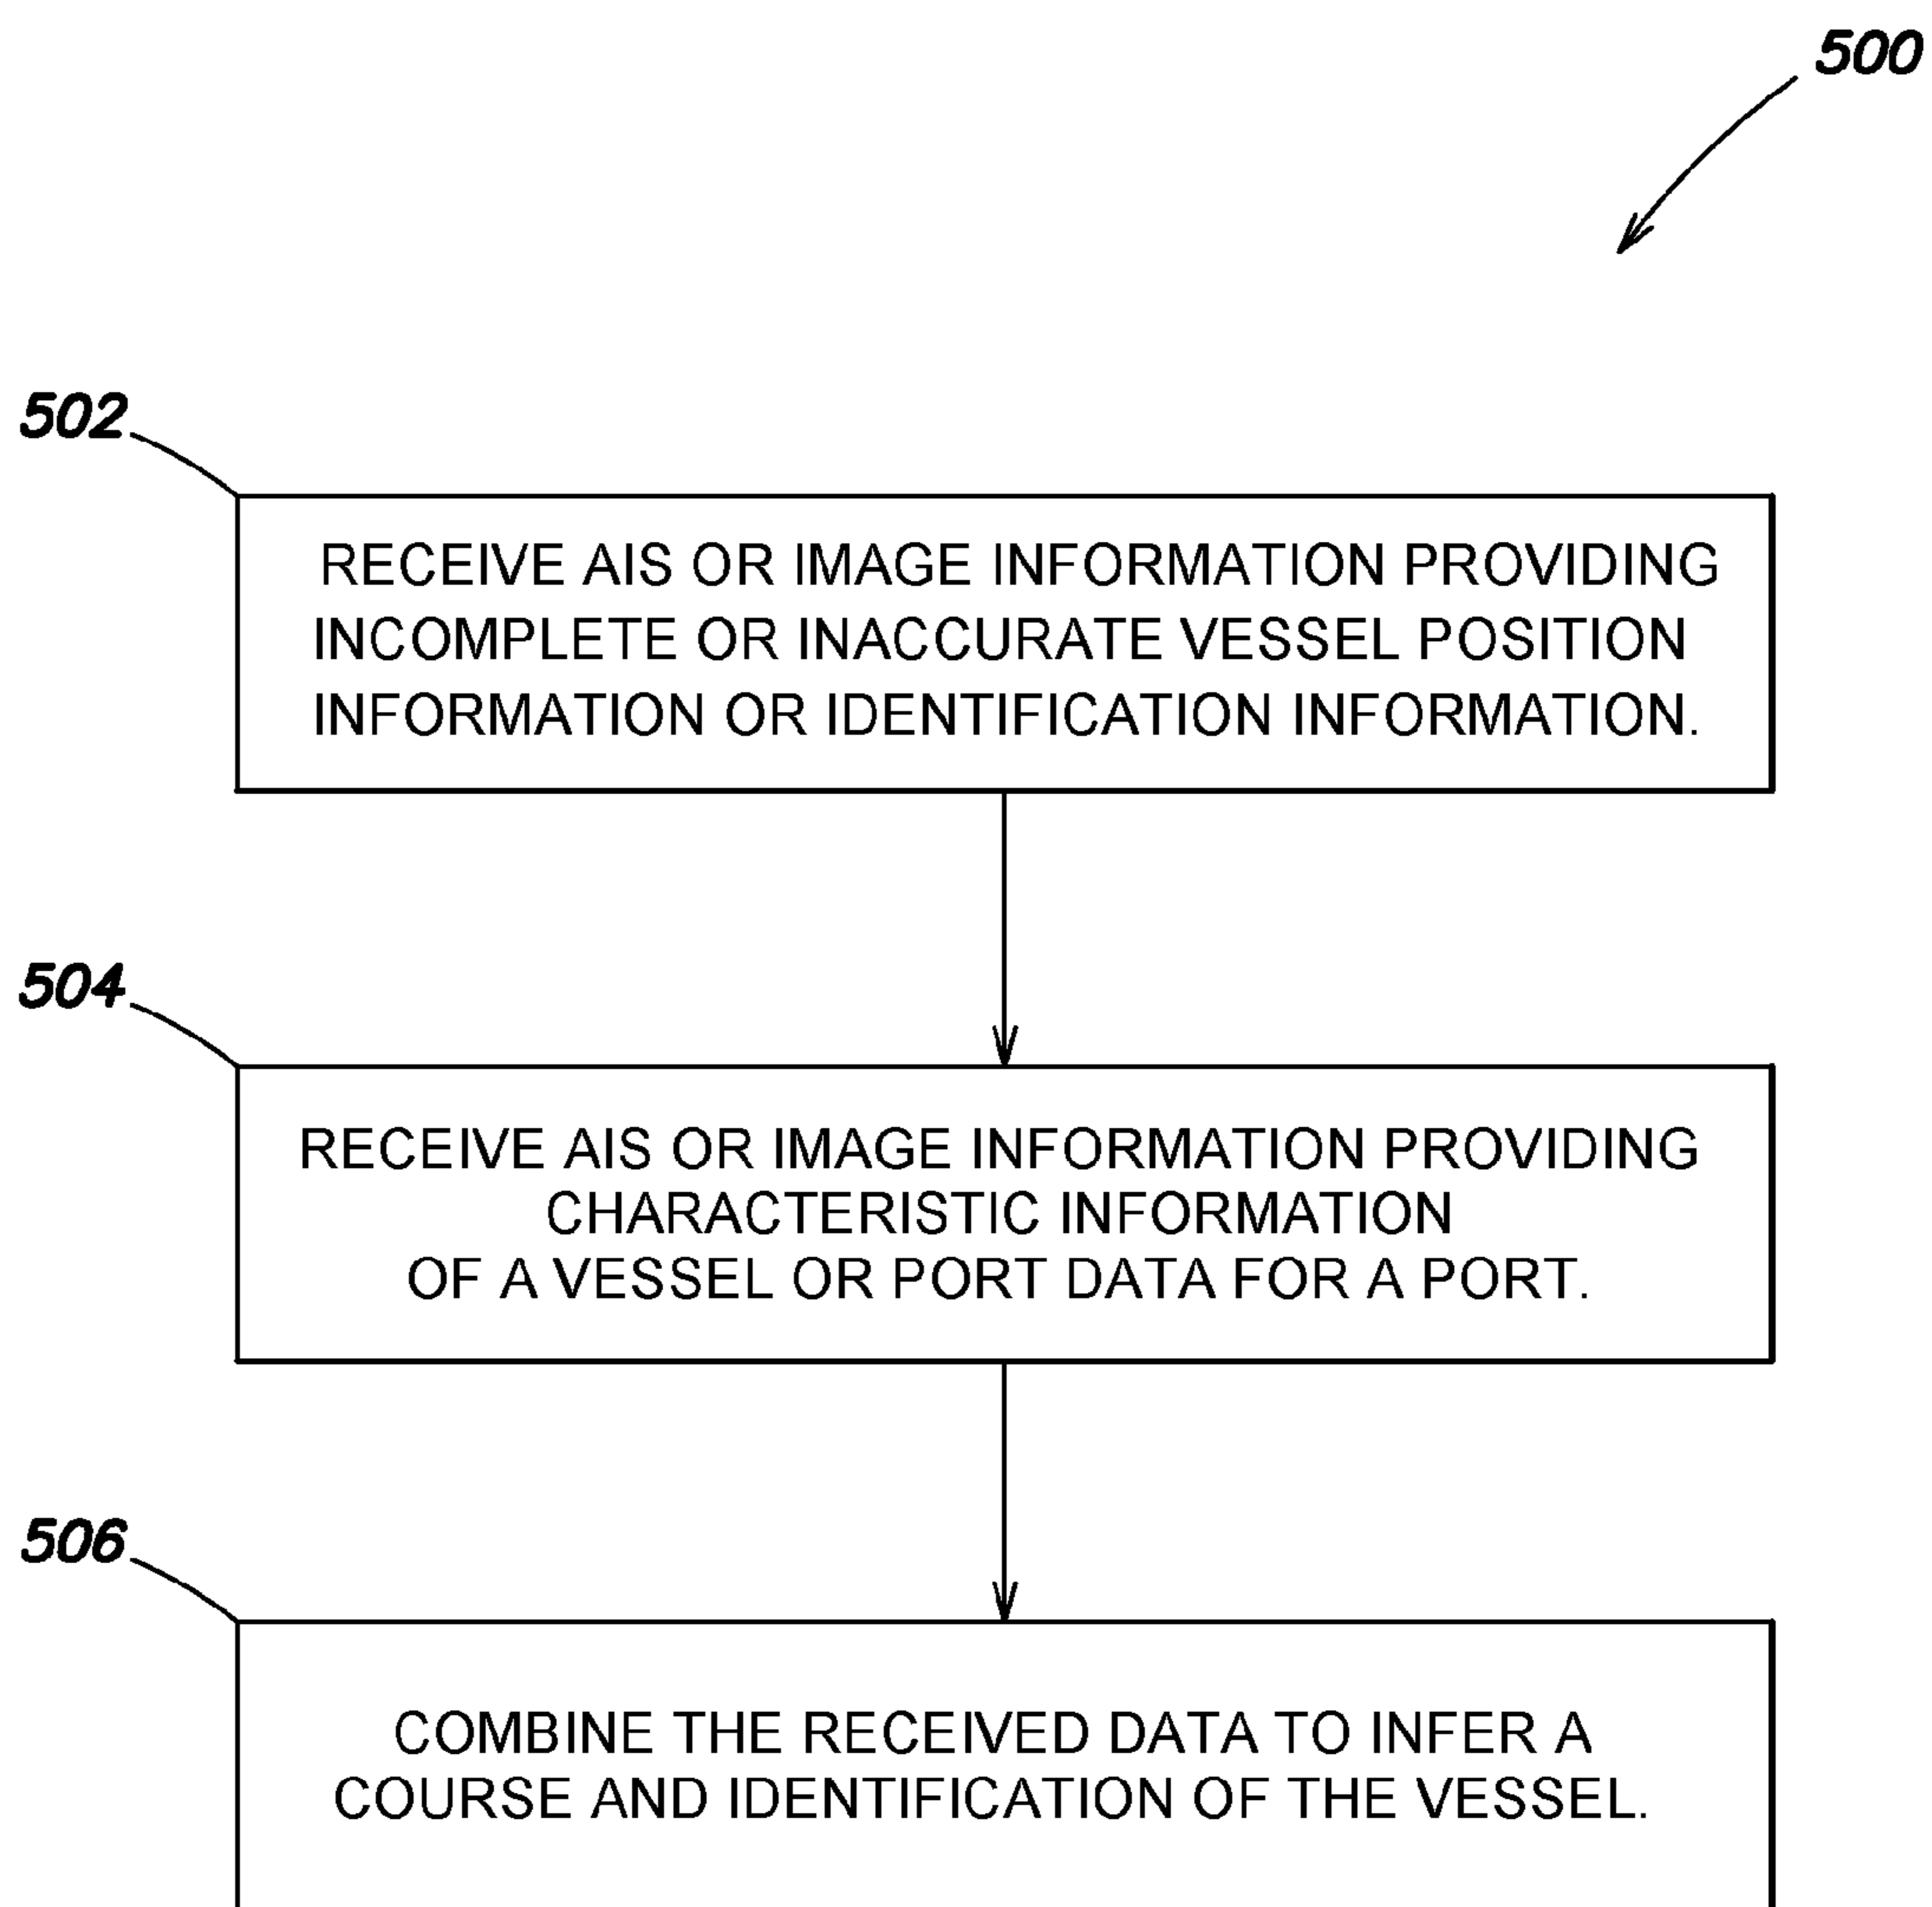 500
502
RECEIVE AIS OR IMAGE INFORMATION PROVIDING
INCOMPLETE OR INACCURATE VESSEL POSITION
INFORMATION OR IDENTIFICATION INFORMATION.
504
RECEIVE AIS OR IMAGE INFORMATION PROVIDING
CHARACTERISTIC INFORMATION
OF A VESSEL OR PORT DATA FOR A PORT.
506
COMBINE THE RECEIVED DATA TO INFER A
COURSE AND IDENTIFICATION OF THE VESSEL.